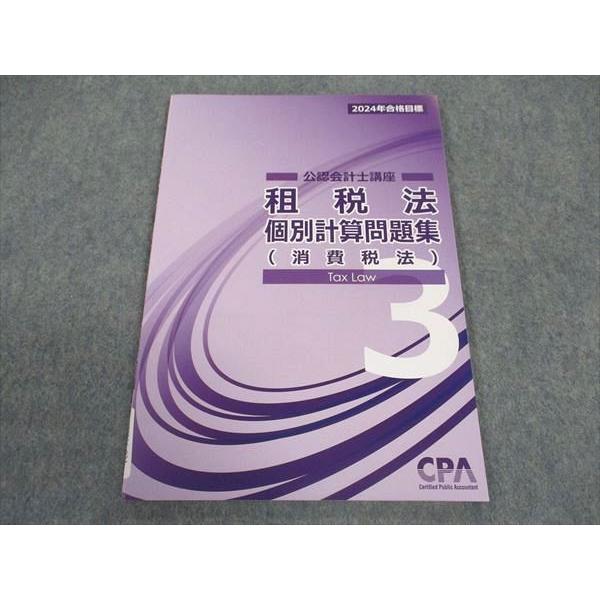 2024年合格目標
公認会計士講座
租税法
個別計算問題集
(消費税法)
Tax Law
3
CPA
Certified Public Accountant